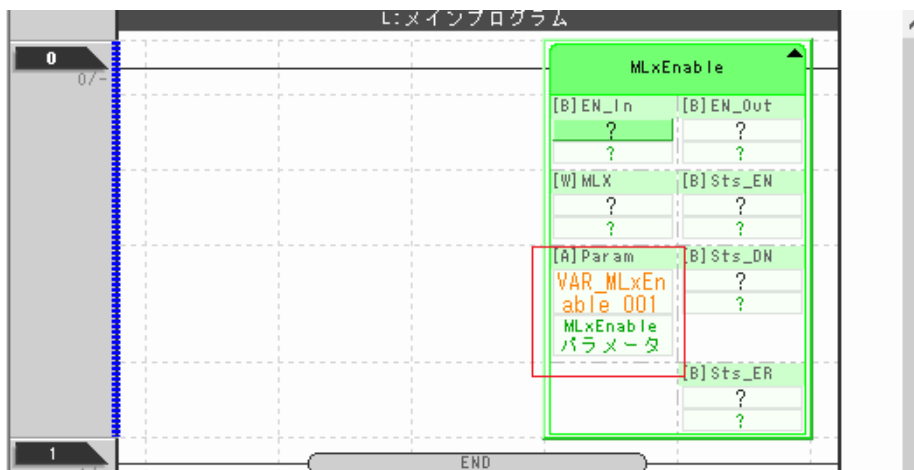 L:メインプログラム
0
0/-
MLxEnable
[B]EN_In
[B]EN_Out
?
?
?
?
[W]MLX
[B]Sts_EN
?
?
?
?
[A]Param
[B]Sts_DN
VAR_MLxEn
able_001
?
?
MLxEnable
パラメータ
[B]Sts_ER
?
?
1
END